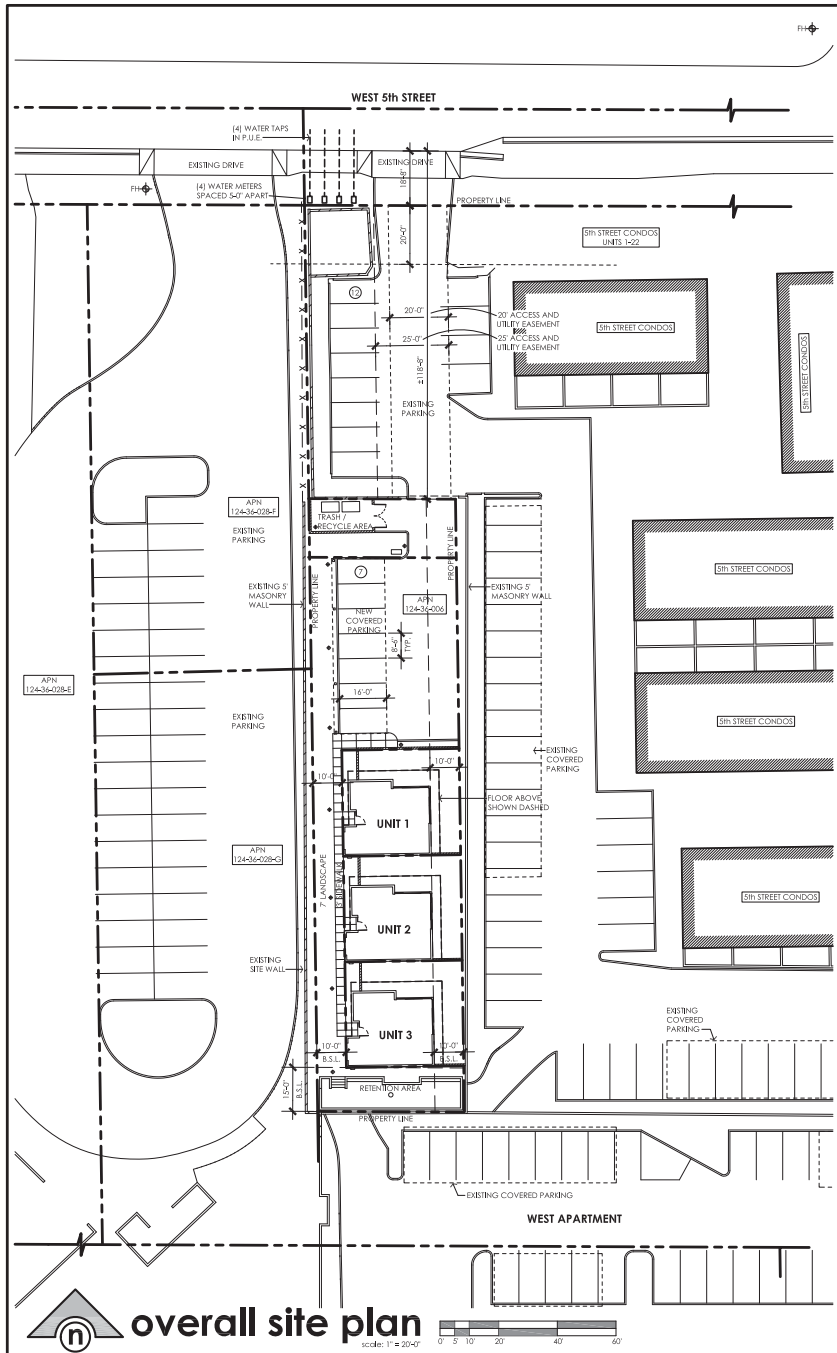 FH
WEST 5th STREET
(4) WATER TAPS
IN P.U.E.
EXISTING DRIVE
EXISTING DRIVE
18'-8"
FH
(4) WATER METERS
SPACED 5'-0" APART
PROPERTY LINE
20'-0"
5th STREET CONDOS
UNITS 1-22
12
20'-0"
20' ACCESS AND
UTILITY EASEMENT
25'-0"
25' ACCESS AND
UTILITY EASEMENT
±118'-8"
5th STREET CONDOS
5th STREET CONDOS
EXISTING
PARKING
APN
124-36-028-F
TRASH /
RECYCLE AREA
EXISTING
PARKING
PROPERTY LINE
5th STREET CONDOS
EXISTING 5'
MASONRY
WALL
PROPERTY LINE
7
NEW
COVERED
PARKING
APN
124-36-006
EXISTING 5'
MASONRY WALL
8'-6"
TYP.
16'-0"
APN
124-36-028-E
EXISTING
PARKING
5th STREET CONDOS
EXISTING
COVERED
PARKING
10'-0"
10'-0"
FLOOR ABOVE
SHOWN DASHED
UNIT 1
APN
124-36-028-G
7' LANDSCAPE
3' SIDEWALK
5th STREET CONDOS
UNIT 2
EXISTING
SITE WALL
EXISTING
COVERED
PARKING
UNIT 3
10'-0"
B.S.L.
10'-0"
B.S.L.
15'-0"
B.S.L.
RETENTION AREA
PROPERTY LINE
EXISTING COVERED PARKING
WEST APARTMENT
n
overall site plan
scale: 1" = 20'-0"
0' 5' 10' 20' 40' 60'